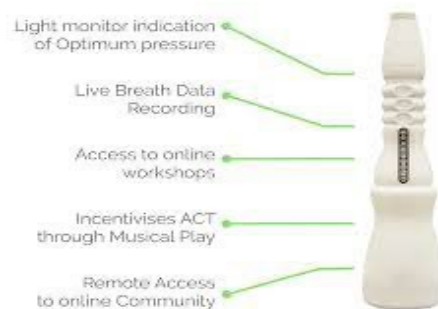 Light monitor indication
of Optimum pressure
Live Breath Data
Recording
Access to online
workshops
Incentivises ACT
through Musical Play
Remote Access
to online Community